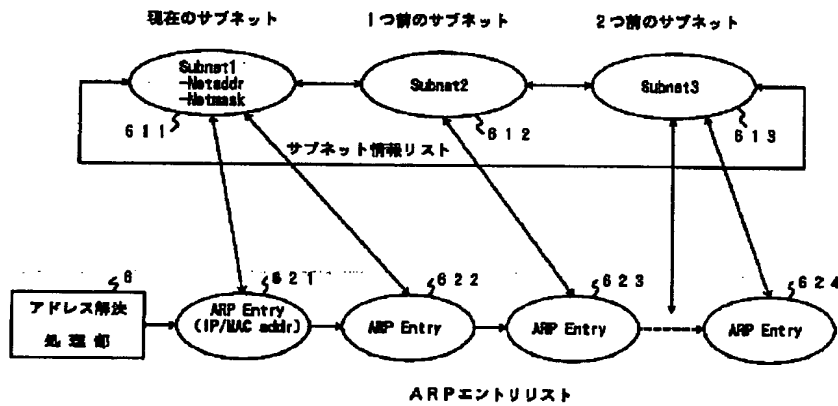 現在のサブネット
1つ前のサブネット
2つ前のサブネット
Subnet1
-Netaddr
-Netmask
Subnet2
Subnet3
611
612
613
サブネット情報リスト
6
621
622
623
624
アドレス解決
処理部
ARP Entry
(IP/MAC addr)
ARP Entry
ARP Entry
ARP Entry
ARPエントリリスト